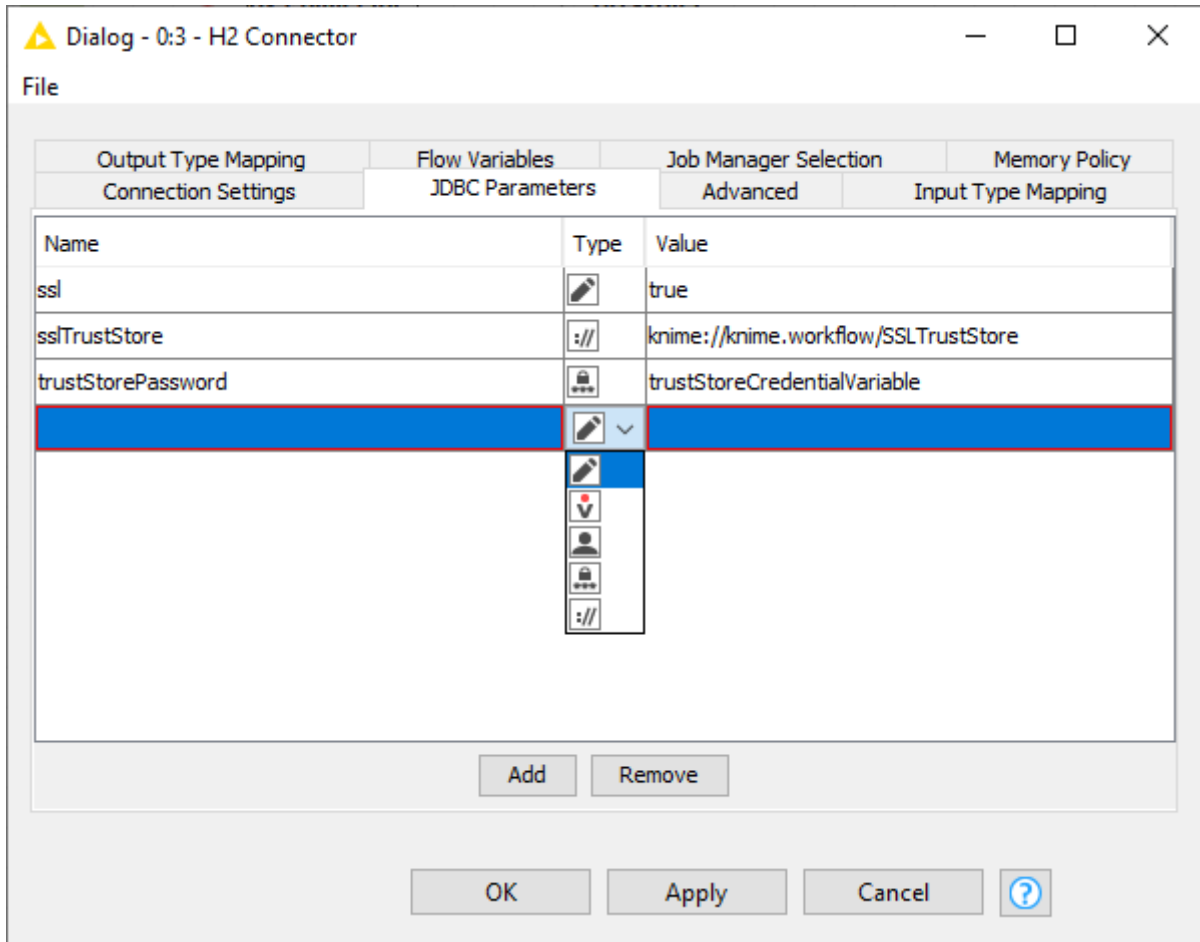 Dialog - 0:3 - H2 Connector
File
Output Type Mapping Flow Variables Job Manager Selection Memory Policy
Connection Settings JDBC Parameters Advanced Input Type Mapping
Name Type Value
ssl true
sslTrustStore :// knime://knime.workflow/SSLTrustStore
trustStorePassword trustStoreCredentialVariable
v
://
Add Remove
OK Apply Cancel ?